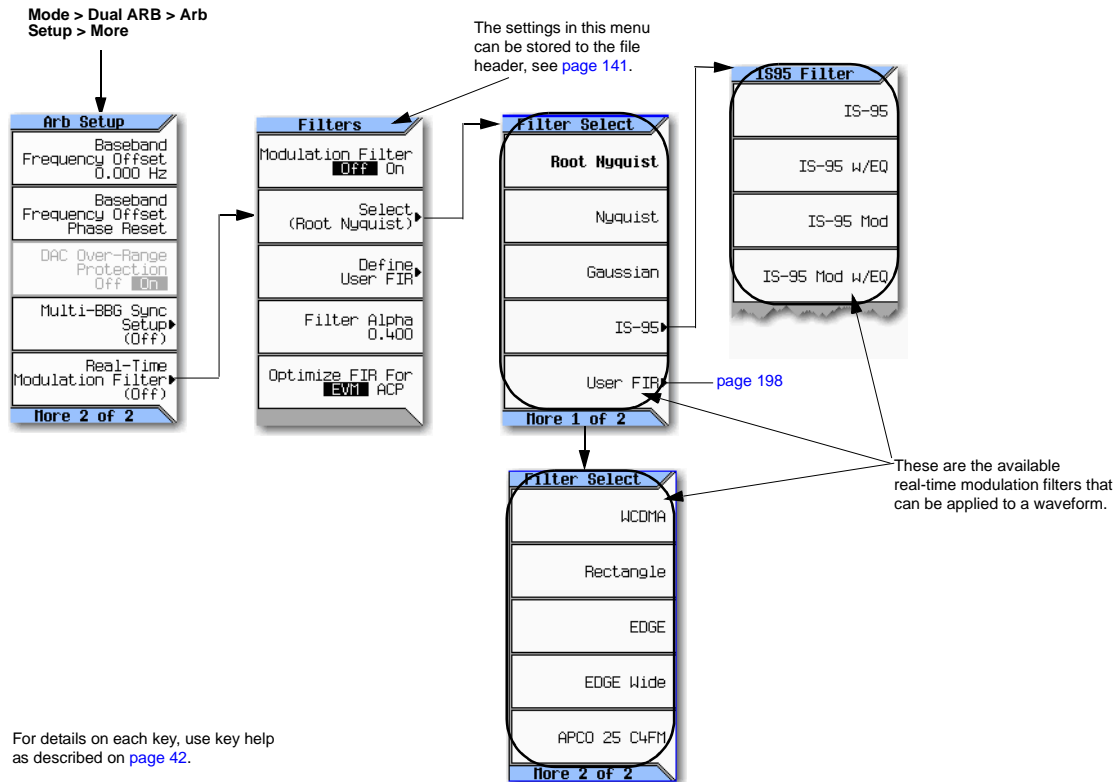 Mode > Dual ARB > Arb
Setup > More
The settings in this menu
can be stored to the file
header, see page 141.
Arb Setup
Baseband
Frequency Offset
0.000 Hz
Baseband
Frequency Offset
Phase Reset
DAC Over-Range
Protection
Off On
Multi-BBG Sync
Setup
(Off)
Real-Time
Modulation Filter
(Off)
More 2 of 2
Filters
Modulation Filter
Off On
Select
(Root Nyquist)
Define
User FIR
Filter Alpha
0.400
Optimize FIR For
EVM ACP
Filter Select
Root Nyquist
Nyquist
Gaussian
IS-95
User FIR
More 1 of 2
page 198
IS95 Filter
IS-95
IS-95 w/EQ
IS-95 Mod
IS-95 Mod w/EQ
These are the available
real-time modulation filters that
can be applied to a waveform.
Filter Select
WCDMA
Rectangle
EDGE
EDGE Wide
APCO 25 C4FM
More 2 of 2
For details on each key, use key help
as described on page 42.